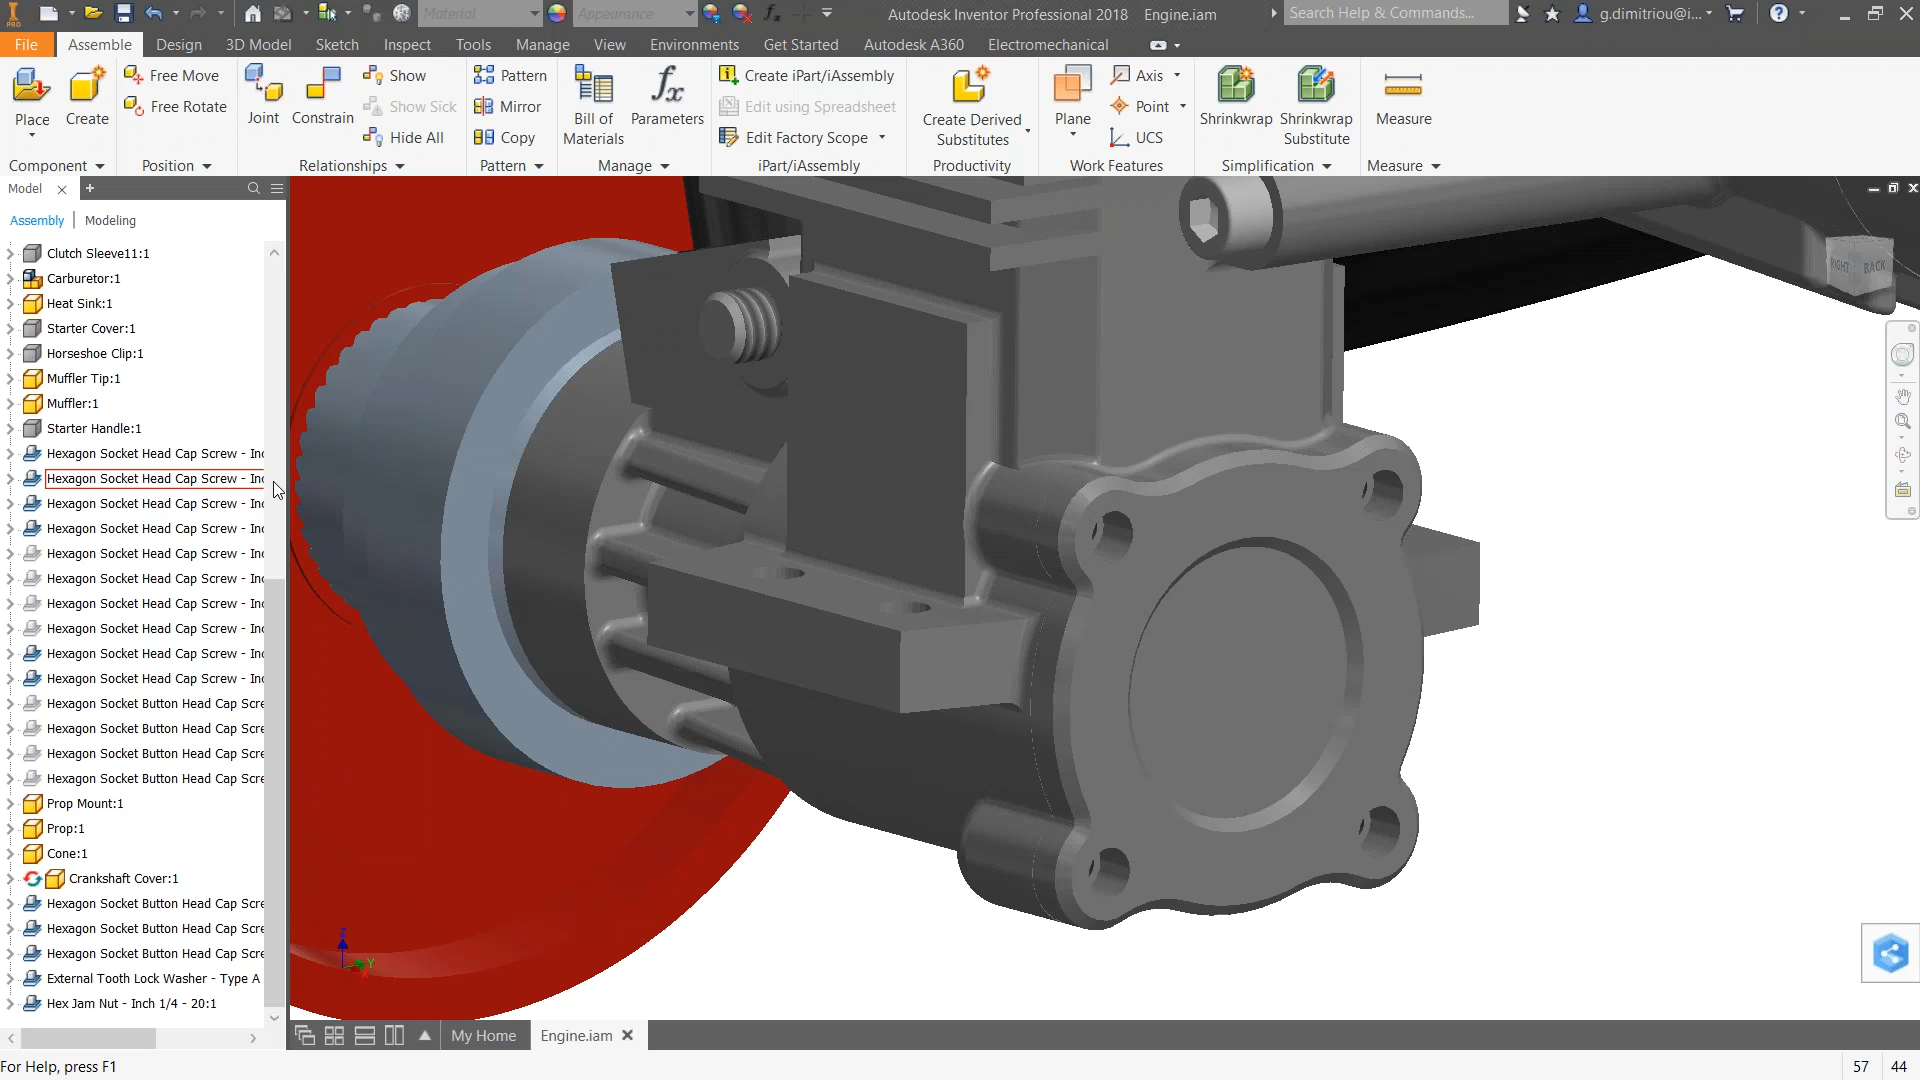 PRO
Material
Appearance
Autodesk Inventor Professional 2018 Engine.iam
Search Help & Commands...
g.dimitriou@i...
File Assemble Design 3D Model Sketch Inspect Tools Manage View Environments Get Started Autodesk A360 Electromechanical
Place
Create
Free Move
Free Rotate
Joint
Constrain
Show
Show Sick
Hide All
Pattern
Mirror
Copy
Bill of
Materials
Parameters
Create iPart/iAssembly
Edit using Spreadsheet
Edit Factory Scope
Create Derived
Substitutes
Plane
Axis
Point
UCS
Shrinkwrap
Shrinkwrap
Substitute
Measure
Component Position Relationships Pattern Manage iPart/iAssembly Productivity Work Features Simplification Measure
Model
Assembly | Modeling
Clutch Sleeve11:1
Carburetor:1
Heat Sink:1
Starter Cover:1
Horseshoe Clip:1
Muffler Tip:1
Muffler:1
Starter Handle:1
Hexagon Socket Head Cap Screw - Inc
Hexagon Socket Head Cap Screw - Inc
Hexagon Socket Head Cap Screw - Inc
Hexagon Socket Head Cap Screw - Inc
Hexagon Socket Head Cap Screw - Inc
Hexagon Socket Head Cap Screw - Inc
Hexagon Socket Head Cap Screw - Inc
Hexagon Socket Head Cap Screw - Inc
Hexagon Socket Head Cap Screw - Inc
Hexagon Socket Head Cap Screw - Inc
Hexagon Socket Button Head Cap Scre
Hexagon Socket Button Head Cap Scre
Hexagon Socket Button Head Cap Scre
Hexagon Socket Button Head Cap Scre
Prop Mount:1
Prop:1
Cone:1
Crankshaft Cover:1
Hexagon Socket Button Head Cap Scre
Hexagon Socket Button Head Cap Scre
Hexagon Socket Button Head Cap Scre
External Tooth Lock Washer - Type A
Hex Jam Nut - Inch 1/4 - 20:1
RIGHT BACK
Z
Y
X
My Home
Engine.iam
For Help, press F1
57 44